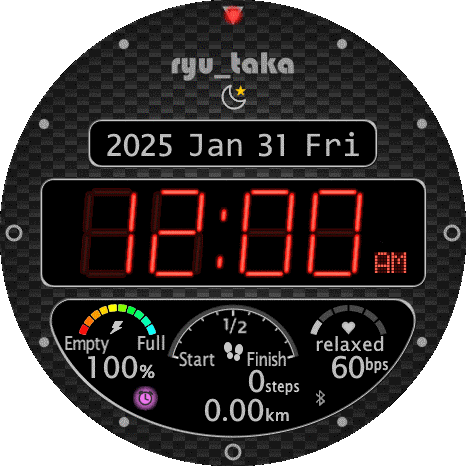 ryu_taka
2025 Jan 31 Fri
12:00 AM
1/2
Empty Full Start Finish relaxed
100% 60bps
0steps
0.00km